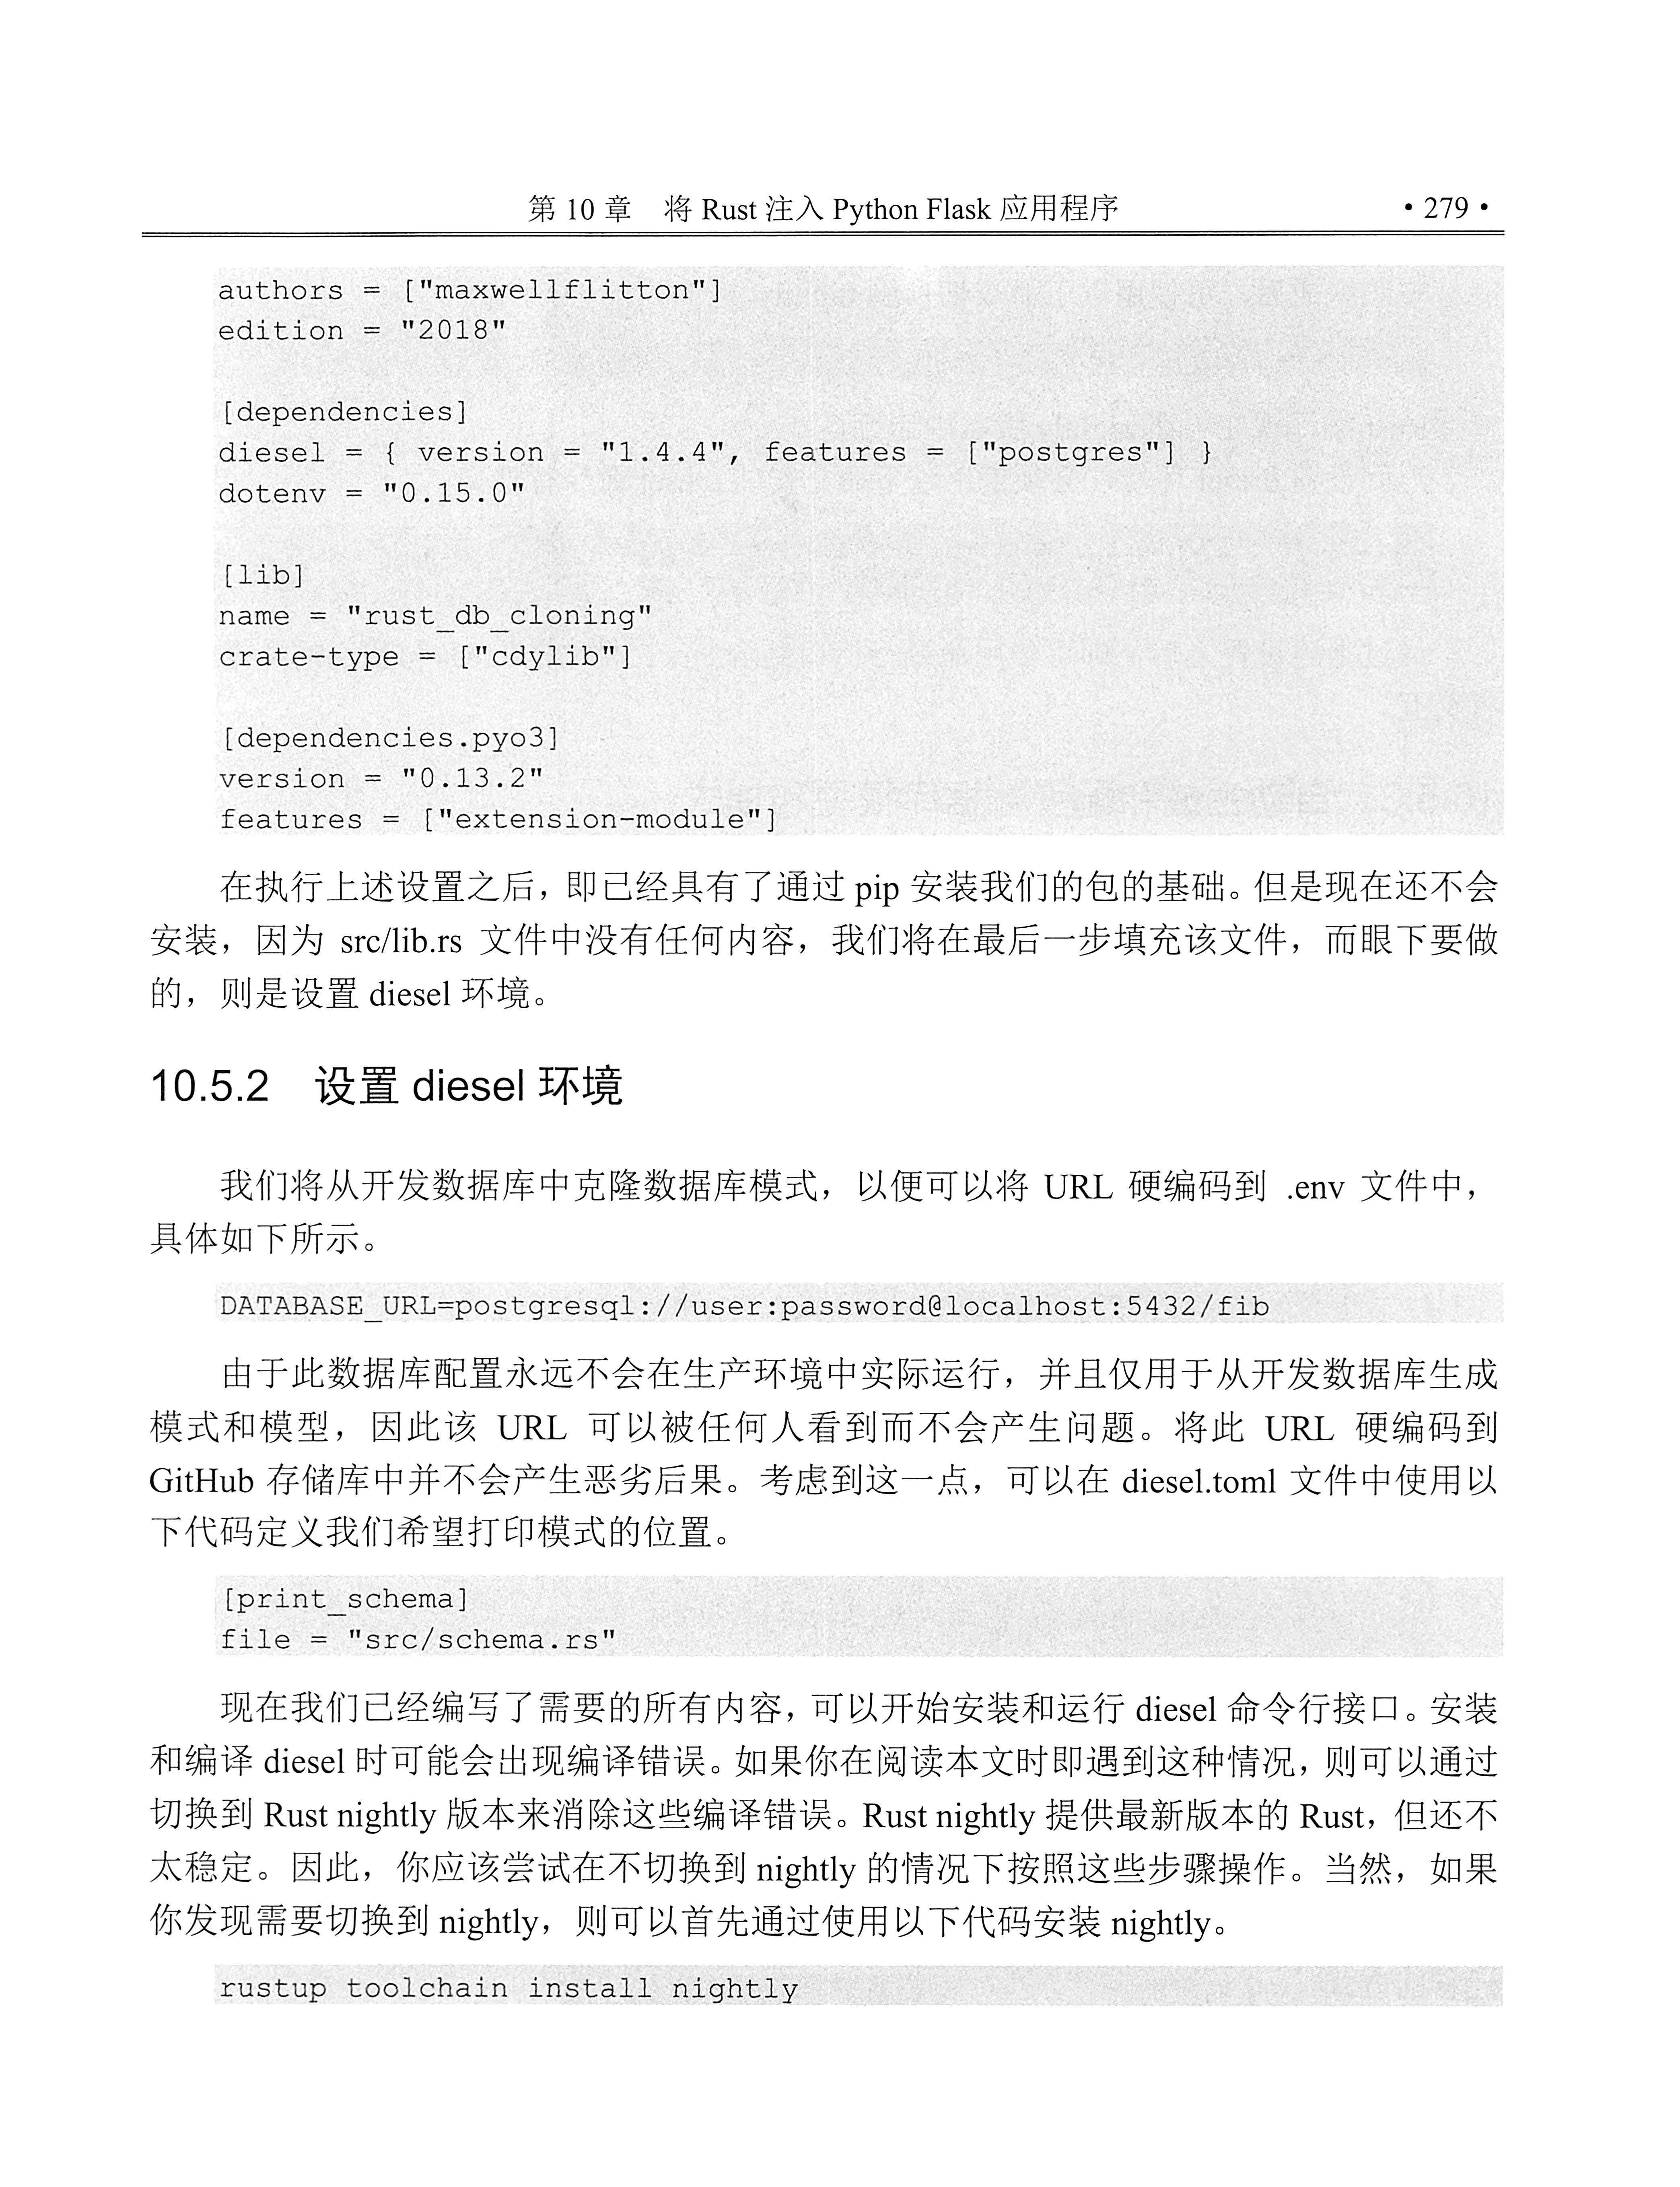 第 10 章 将 Rust 注入 Python Flask 应用程序 • 279 •
authors = ["maxwellflitton"]
edition = "2018"
[dependencies]
diesel = { version = "1.4.4", features = ["postgres"] }
dotenv = "0.15.0"
[lib]
name = "rust_db_cloning"
crate-type = ["cdylib"]
[dependencies.pyo3]
version = "0.13.2"
features = ["extension-module"]
在执行上述设置之后，即已经具有了通过 pip 安装我们的包的基础。但是现在还不会
安装，因为 src/lib.rs 文件中没有任何内容，我们将在最后一步填充该文件，而眼下要做
的，则是设置 diesel 环境。
10.5.2 设置 diesel 环境
我们将从开发数据库中克隆数据库模式，以便可以将 URL 硬编码到 .env 文件中，
具体如下所示。
DATABASE_URL=postgresql://user:password@localhost:5432/fib
由于此数据库配置永远不会在生产环境中实际运行，并且仅用于从开发数据库生成
模式和模型，因此该 URL 可以被任何人看到而不会产生问题。将此 URL 硬编码到
GitHub 存储库中并不会产生恶劣后果。考虑到这一点，可以在 diesel.toml 文件中使用以
下代码定义我们希望打印模式的位置。
[print_schema]
file = "src/schema.rs"
现在我们已经编写了需要的所有内容，可以开始安装和运行 diesel 命令行接口。安装
和编译 diesel 时可能会出现编译错误。如果你在阅读本文时即遇到这种情况，则可以通过
切换到 Rust nightly 版本来消除这些编译错误。Rust nightly 提供最新版本的 Rust，但还不
太稳定。因此，你应该尝试在不切换到 nightly 的情况下按照这些步骤操作。当然，如果
你发现需要切换到 nightly，则可以首先通过使用以下代码安装 nightly。
rustup toolchain install nightly